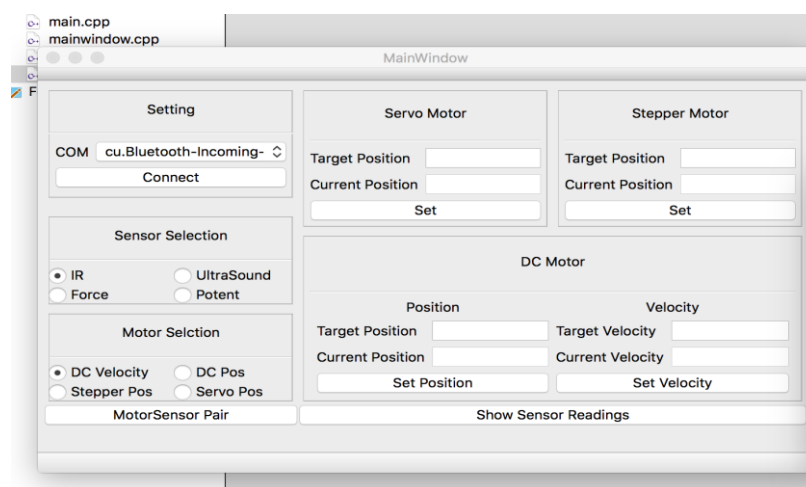 main.cpp
mainwindow.cpp
MainWindow
F
Setting
COM cu.Bluetooth-Incoming-
Connect
Sensor Selection
IR UltraSound
Force Potent
Motor Selction
DC Velocity DC Pos
Stepper Pos Servo Pos
MotorSensor Pair
Servo Motor
Target Position
Current Position
Set
Stepper Motor
Target Position
Current Position
Set
DC Motor
Position Velocity
Target Position Target Velocity
Current Position Current Velocity
Set Position Set Velocity
Show Sensor Readings